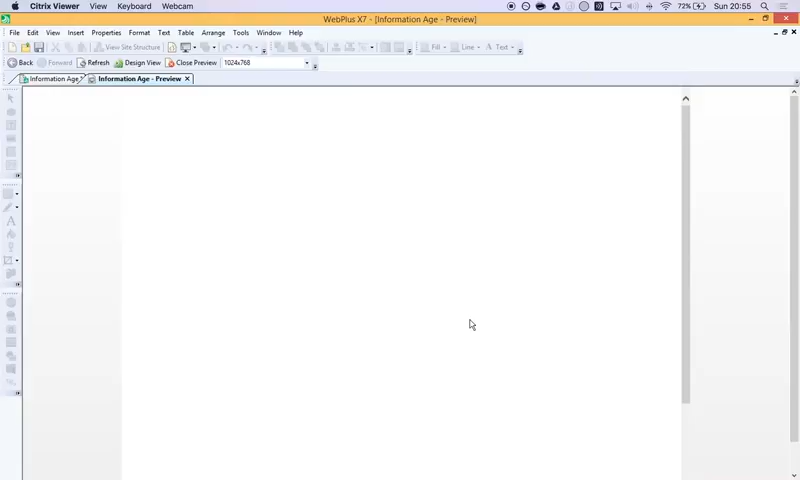 Citrix Viewer View Keyboard Webcam 72% Sun 20:55
WebPlus X7 - [Information Age - Preview]
File Edit View Insert Properties Format Text Table Arrange Tools Window Help
View Site Structure Fill Line A Text
Back Forward Refresh Design View Close Preview 1024x768
Information Age * Information Age - Preview